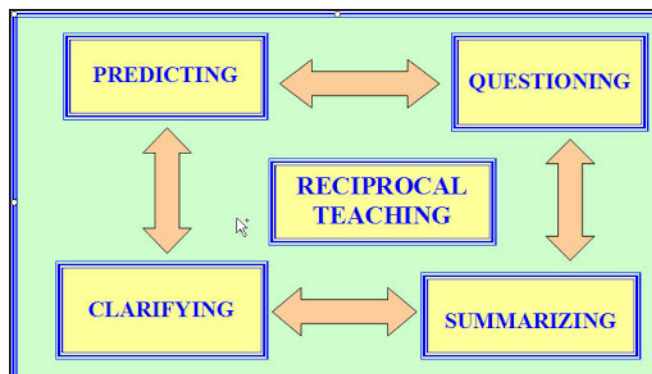 PREDICTING
QUESTIONING
RECIPROCAL
TEACHING
CLARIFYING
SUMMARIZING